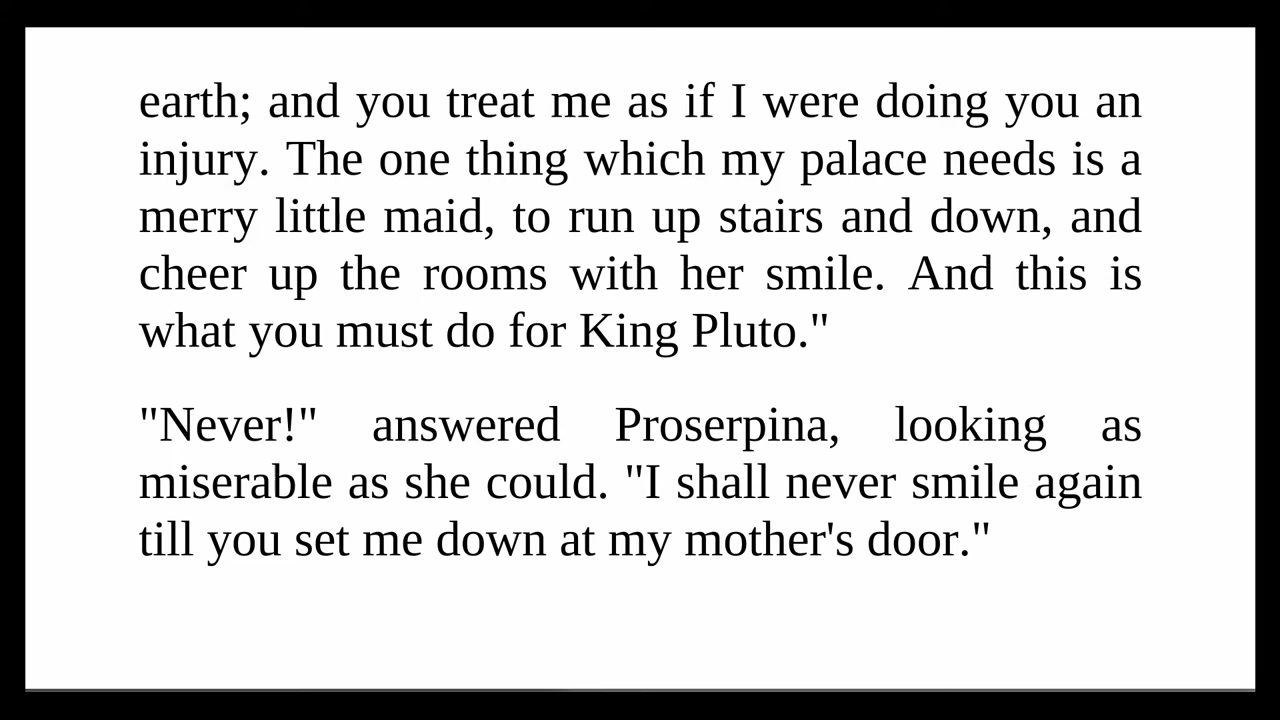 earth; and you treat me as if I were doing you an
injury. The one thing which my palace needs is a
merry little maid, to run up stairs and down, and
cheer up the rooms with her smile. And this is
what you must do for King Pluto."
"Never!" answered Proserpina, looking as
miserable as she could. "I shall never smile again
till you set me down at my mother's door."